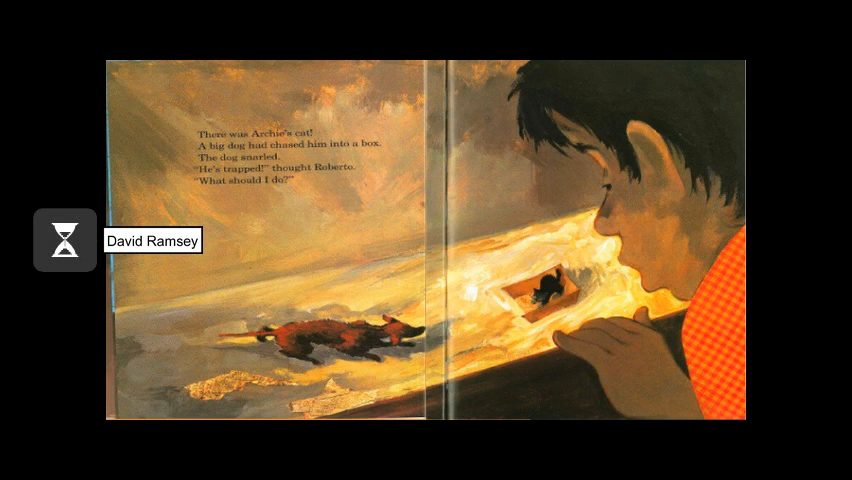 There was Archie's cat!
A big dog had chased him into a box.
The dog snarled.
"He's trapped!" thought Roberto.
"What should I do?"
David Ramsey